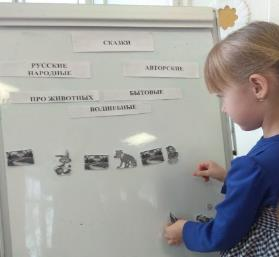 СКАЗКИ
РУССКИЕ
НАРОДНЫЕ
АВТОРСКИЕ
ПРО ЖИВОТНЫХ
БЫТОВЫЕ
ВОЛШЕБНЫЕ